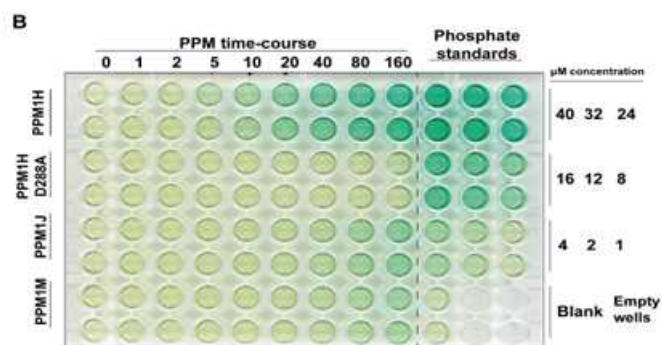 B
PPM time-course
Phosphate
standards
0 1 2 5 10 20 40 80 160
µM concentration
PPM1H
40 32 24
PPM1H
D288A
16 12 8
PPM1J
4 2 1
PPM1M
Blank Empty
wells